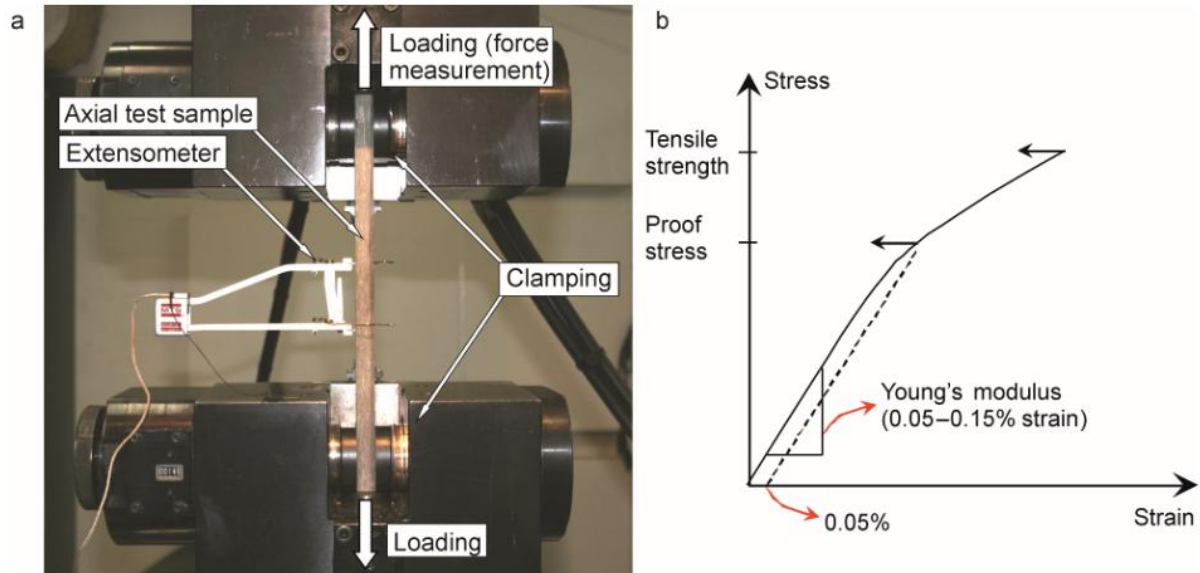 a
Loading (force
measurement)
Axial test sample
Extensometer
Clamping
Loading
b
Stress
Tensile
strength
Proof
stress
Young's modulus
(0.05–0.15% strain)
0.05%
Strain